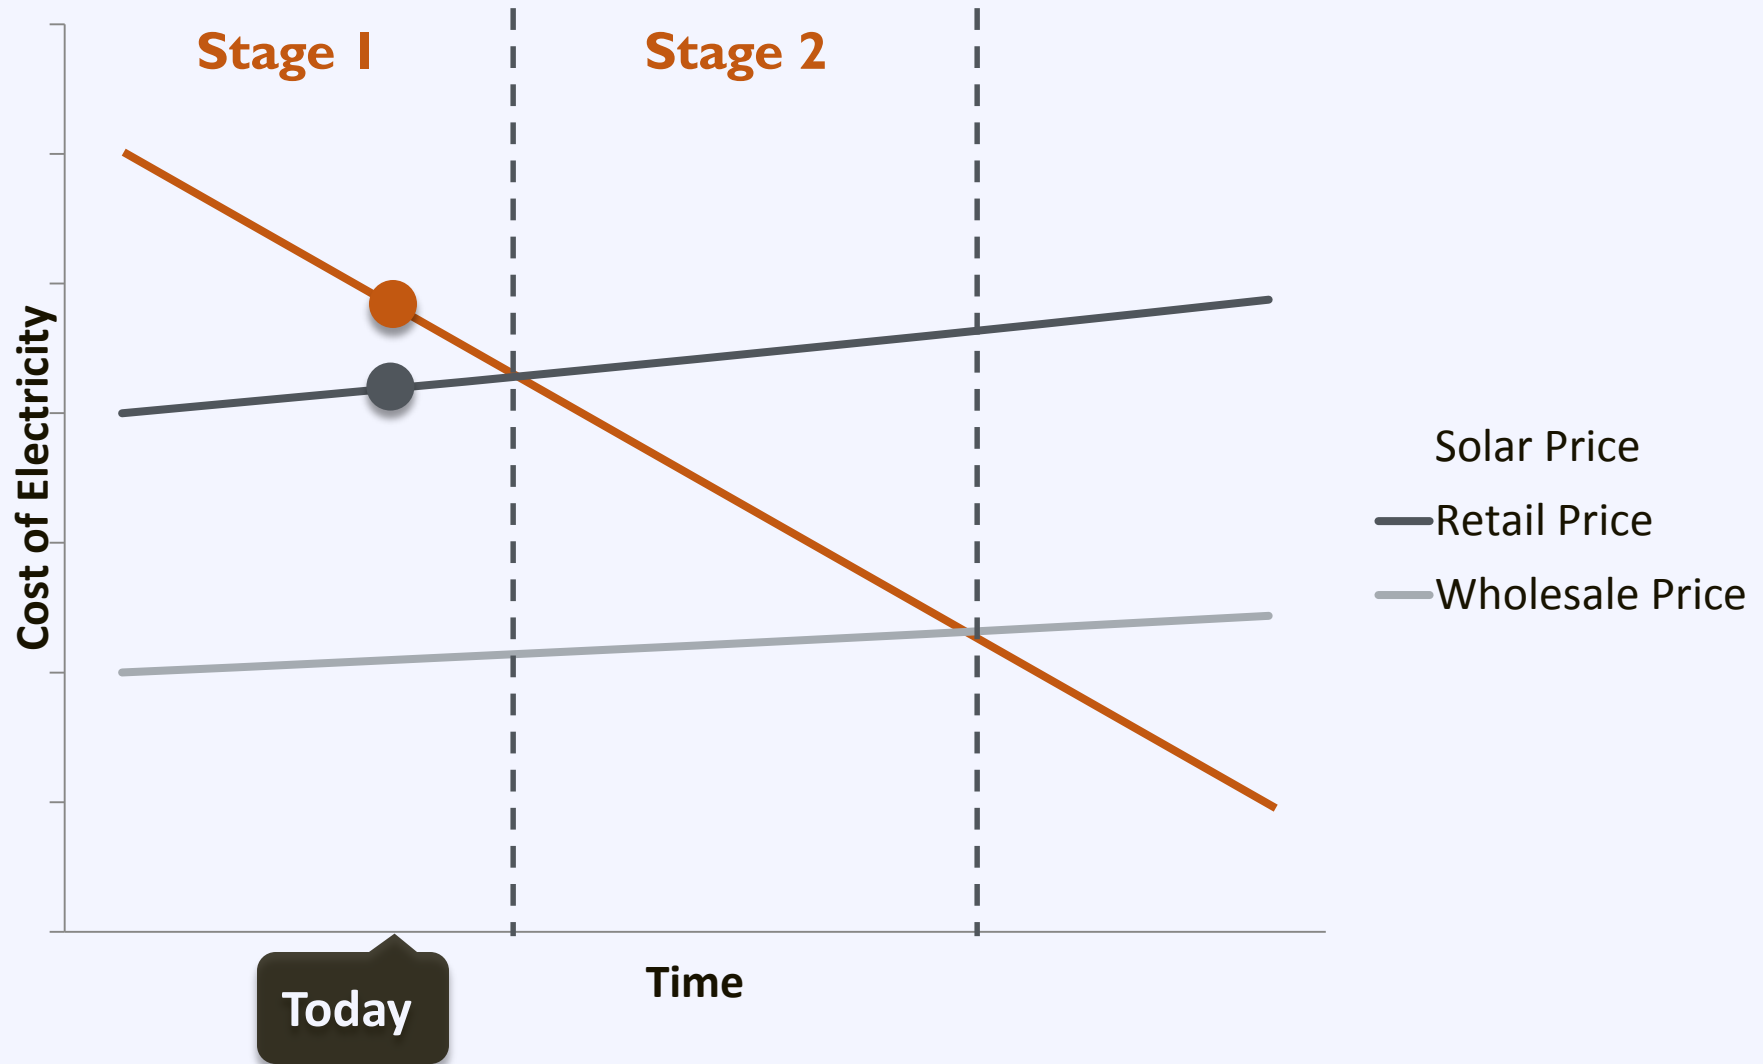 Stage 1
Stage 2
Cost of Electricity
Solar Price
Retail Price
Wholesale Price
Time
Today